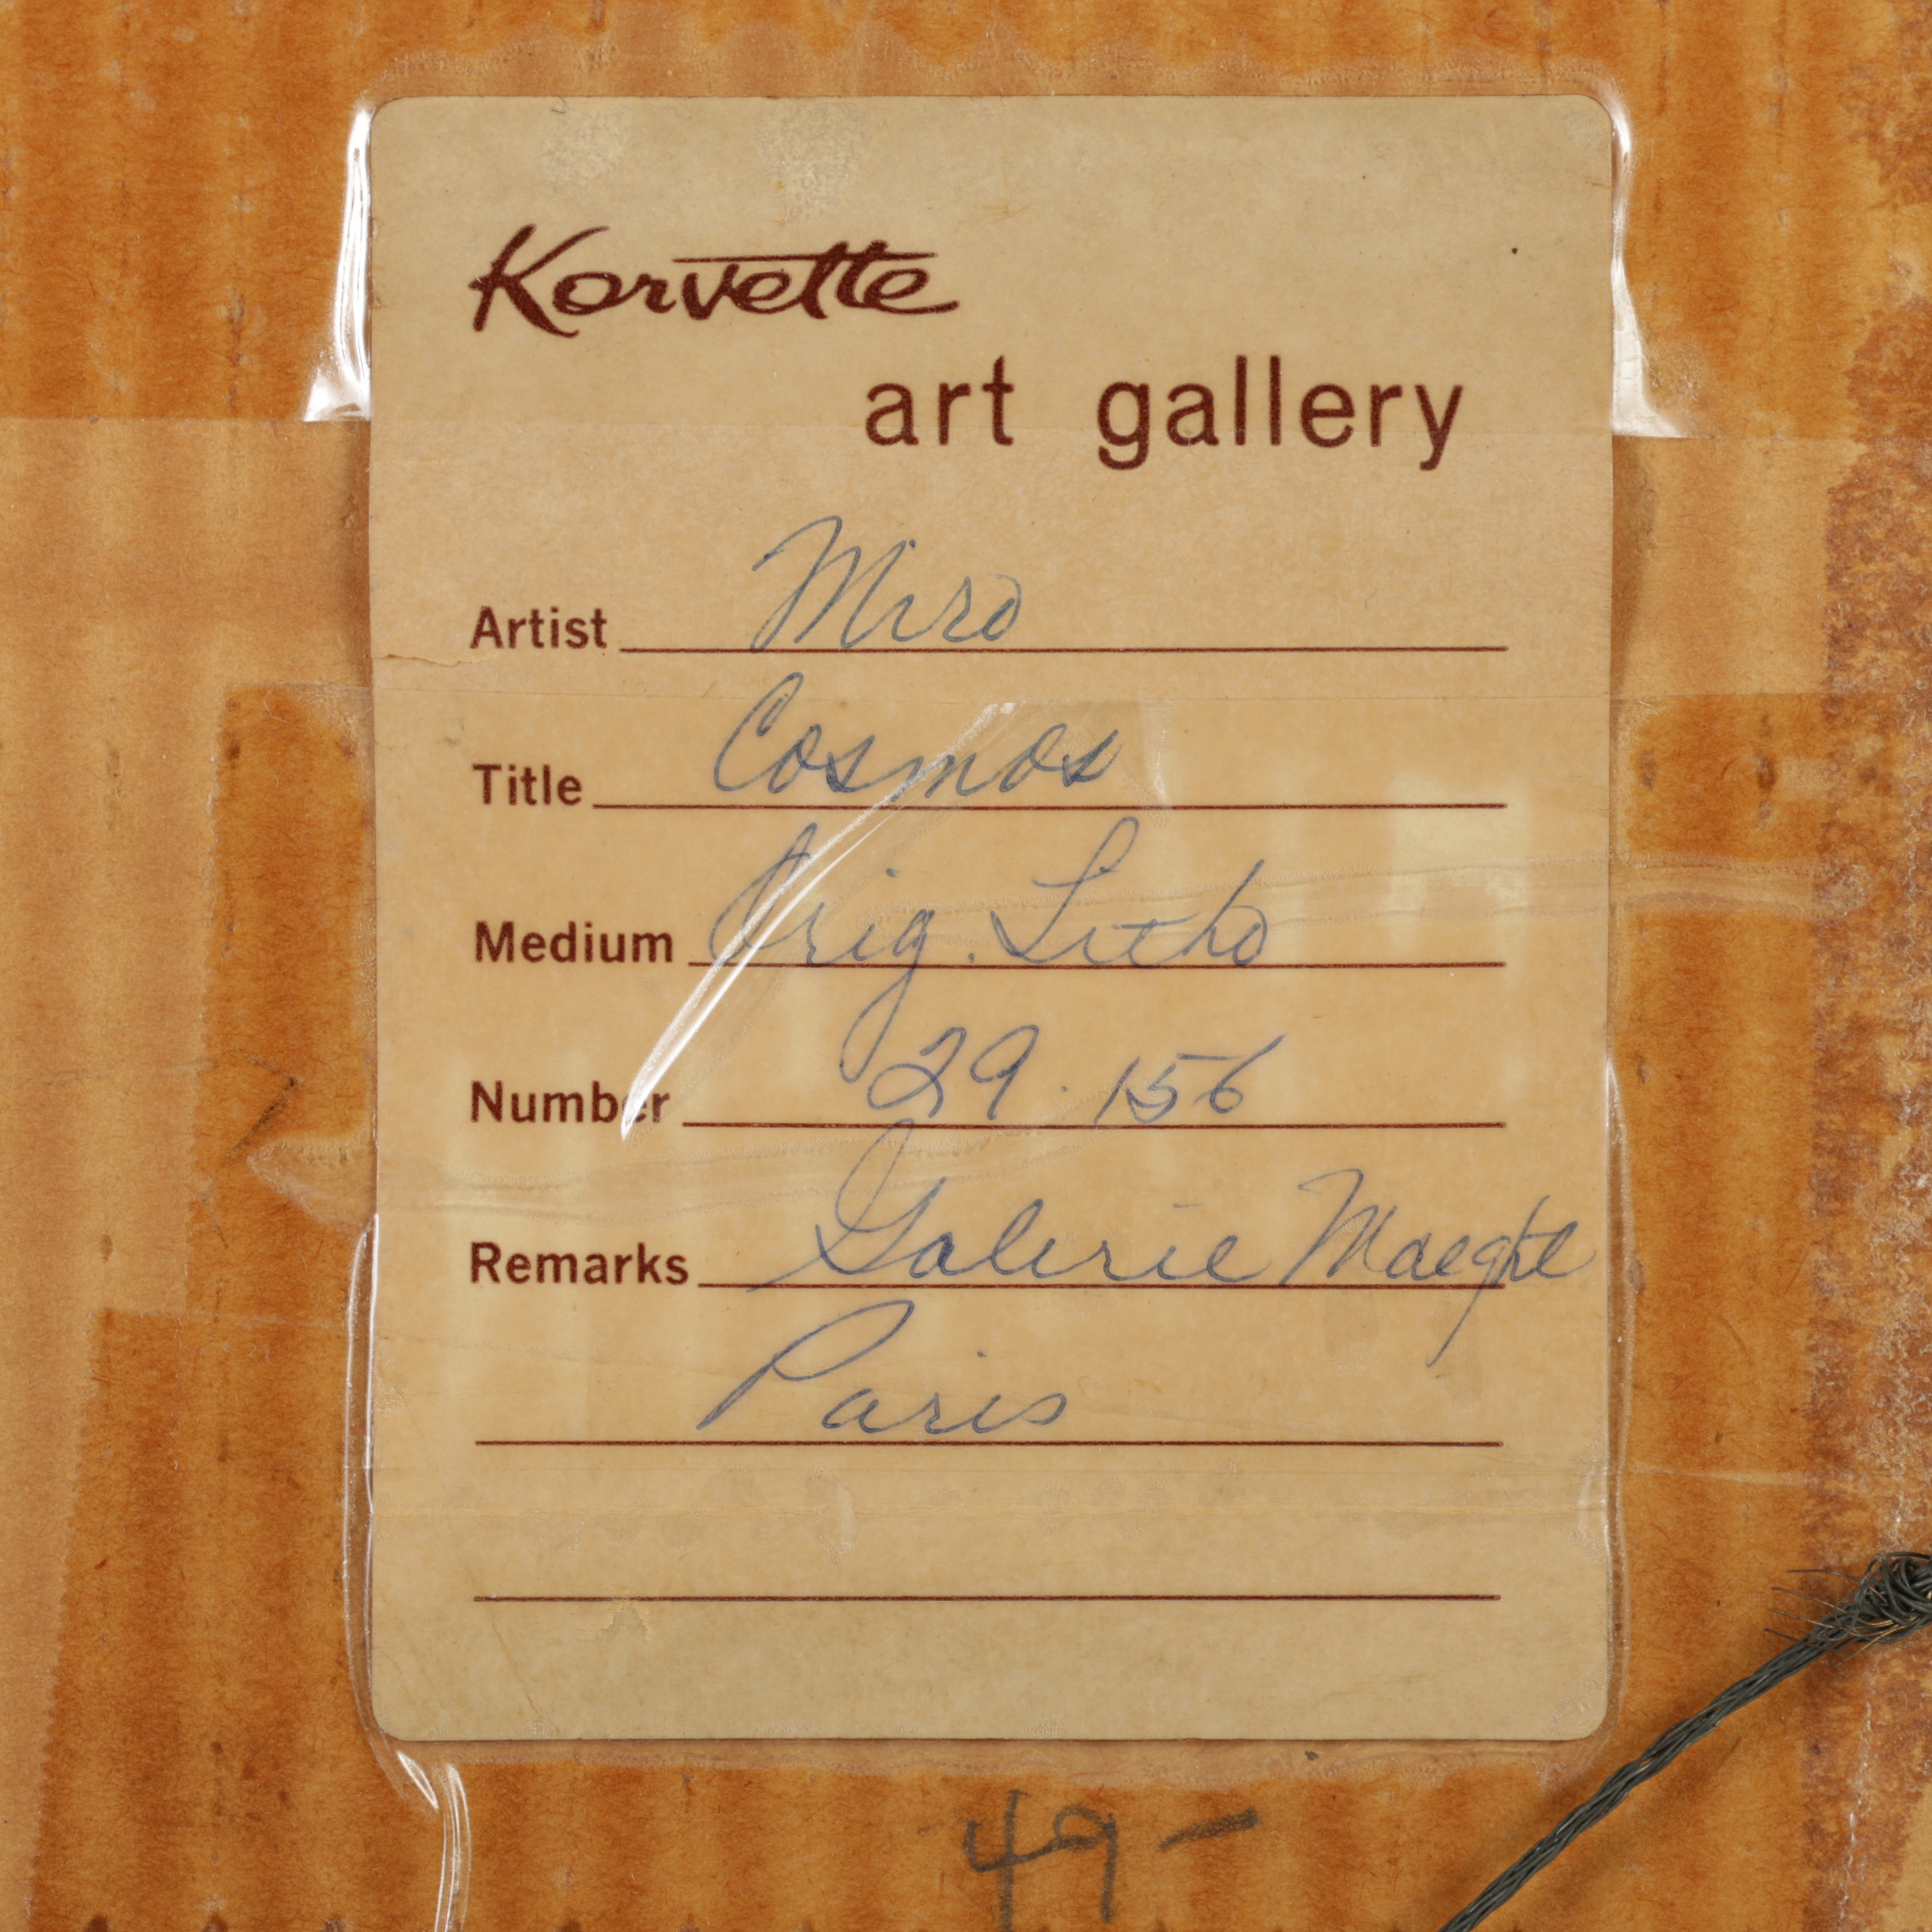 Korvette
art gallery
Artist Miro
Title Cosmos
Medium Orig. Litho
Number 29-156
Remarks Galerie Maeght
Paris
49-